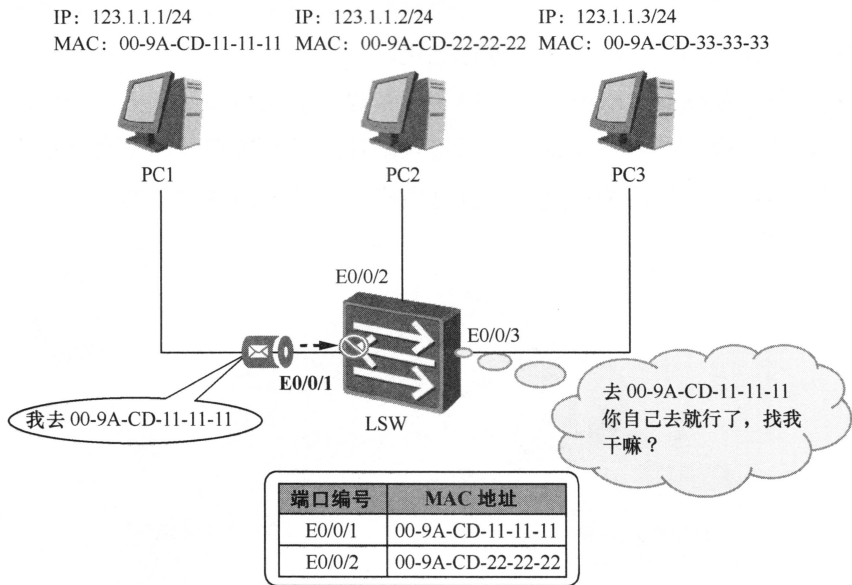 IP：123.1.1.1/24
MAC：00-9A-CD-11-11-11
IP：123.1.1.2/24
MAC：00-9A-CD-22-22-22
IP：123.1.1.3/24
MAC：00-9A-CD-33-33-33
PC1
PC2
PC3
E0/0/2
E0/0/3
E0/0/1
LSW
我去 00-9A-CD-11-11-11
去 00-9A-CD-11-11-11
你自己去就行了，找我
干嘛？
端口编号 MAC 地址
E0/0/1 00-9A-CD-11-11-11
E0/0/2 00-9A-CD-22-22-22